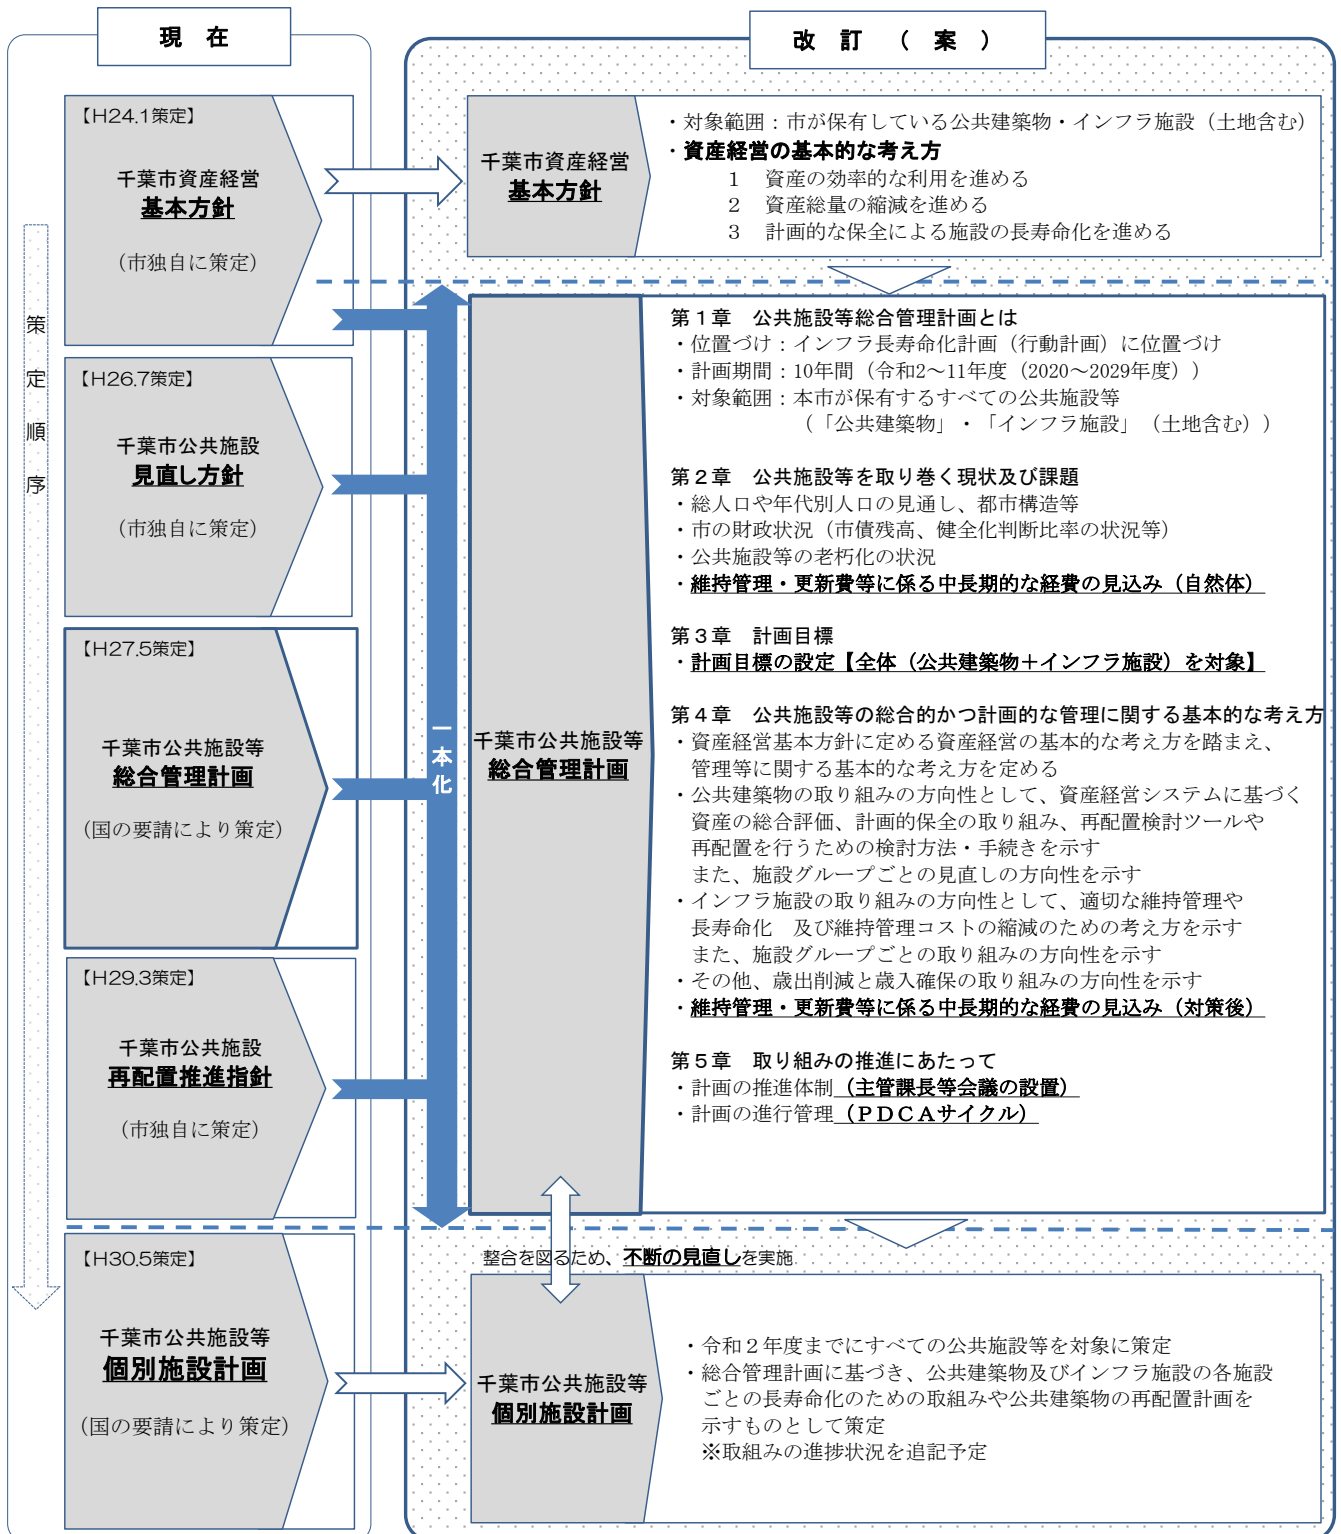 現 在
【H24.1策定】
千葉市資産経営
基本方針
（市独自に策定）
策定順序
【H26.7策定】
千葉市公共施設
見直し方針
（市独自に策定）
【H27.5策定】
千葉市公共施設等
総合管理計画
（国の要請により策定）
【H29.3策定】
千葉市公共施設
再配置推進指針
（市独自に策定）
【H30.5策定】
千葉市公共施設等
個別施設計画
（国の要請により策定）
改 訂 （ 案 ）
千葉市資産経営
基本方針
・対象範囲：市が保有している公共建築物・インフラ施設（土地含む）
・資産経営の基本的な考え方
1 資産の効率的な利用を進める
2 資産総量の縮減を進める
3 計画的な保全による施設の長寿命化を進める
一本化
千葉市公共施設等
総合管理計画
第１章　公共施設等総合管理計画とは
・位置づけ：インフラ長寿命化計画（行動計画）に位置づけ
・計画期間：10年間（令和2～11年度（2020～2029年度））
・対象範囲：本市が保有するすべての公共施設等
（「公共建築物」・「インフラ施設」（土地含む））
第２章　公共施設等を取り巻く現状及び課題
・総人口や年代別人口の見通し、都市構造等
・市の財政状況（市債残高、健全化判断比率の状況等）
・公共施設等の老朽化の状況
・維持管理・更新費等に係る中長期的な経費の見込み（自然体）
第３章　計画目標
・計画目標の設定【全体（公共建築物＋インフラ施設）を対象】
第４章　公共施設等の総合的かつ計画的な管理に関する基本的な考え方
・資産経営基本方針に定める資産経営の基本的な考え方を踏まえ、
管理等に関する基本的な考え方を定める
・公共建築物の取り組みの方向性として、資産経営システムに基づく
資産の総合評価、計画的保全の取り組み、再配置検討ツールや
再配置を行うための検討方法・手続きを示す
また、施設グループごとの見直しの方向性を示す
・インフラ施設の取り組みの方向性として、適切な維持管理や
長寿命化　及び維持管理コストの縮減のための考え方を示す
また、施設グループごとの取り組みの方向性を示す
・その他、歳出削減と歳入確保の取り組みの方向性を示す
・維持管理・更新費等に係る中長期的な経費の見込み（対策後）
第５章　取り組みの推進にあたって
・計画の推進体制（主管課長等会議の設置）
・計画の進行管理（ＰＤＣＡサイクル）
整合を図るため、不断の見直しを実施
千葉市公共施設等
個別施設計画
・令和２年度までにすべての公共施設等を対象に策定
・総合管理計画に基づき、公共建築物及びインフラ施設の各施設
ごとの長寿命化のための取組みや公共建築物の再配置計画を
示すものとして策定
※取組みの進捗状況を追記予定